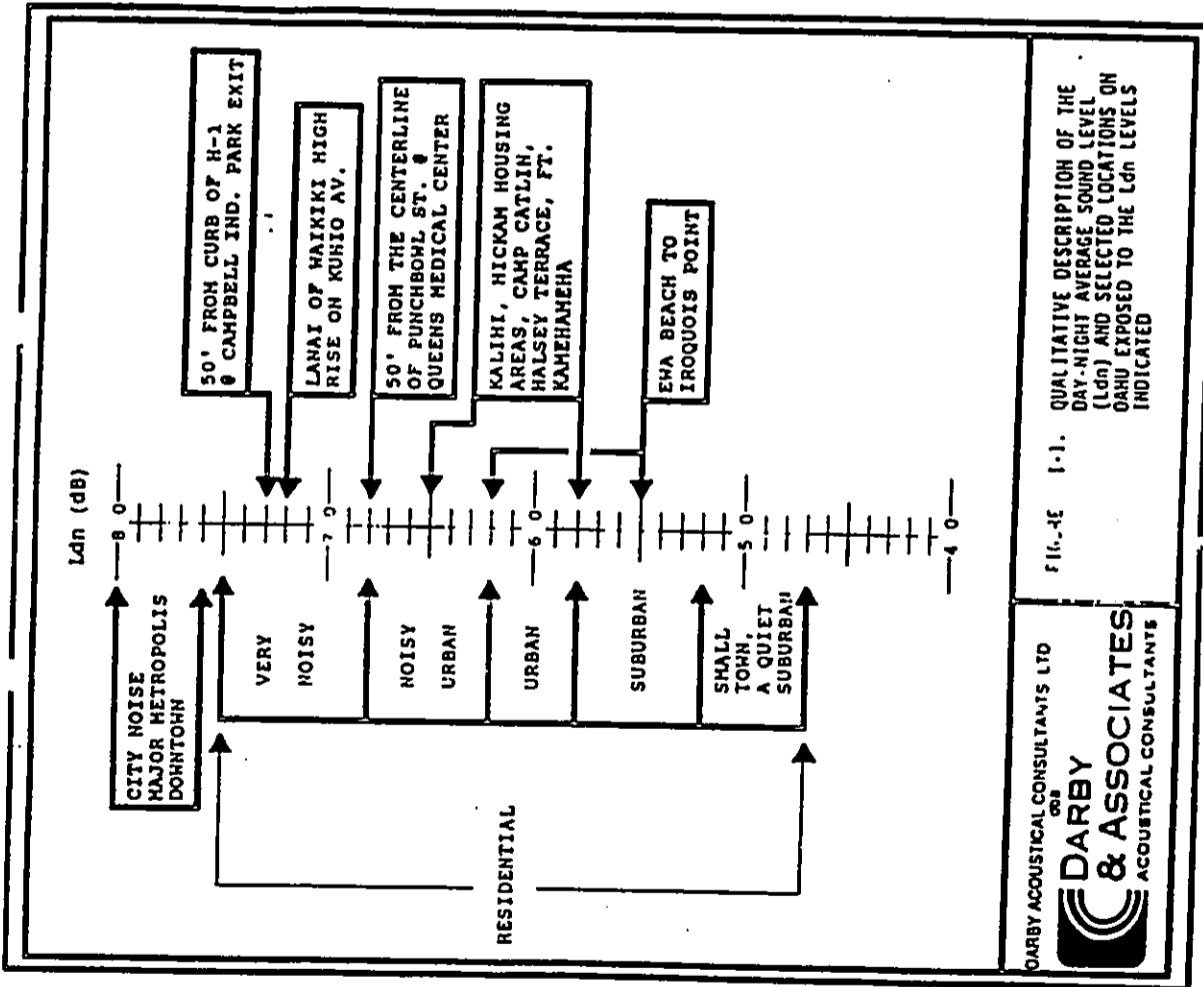 Ldn (dB)
80
70
60
50
40
CITY NOISE
MAJOR METROPOLIS
DOWNTOWN
VERY
NOISY
NOISY
URBAN
URBAN
SUBURBAN
SMALL
TOWN,
A QUIET
SUBURBAN
RESIDENTIAL
50' FROM CURB OF H-1
@ CAMPBELL IND. PARK EXIT
LANAI OF WAIKIKI HIGH
RISE ON KUHIO AV.
50' FROM THE CENTERLINE
OF PUNCHBOWL ST. @
QUEENS MEDICAL CENTER
KALIHI, HICKAM HOUSING
AREAS, CAMP CATLIN,
HALSEY TERRACE, FT.
KAMEHAMEHA
EWA BEACH TO
IROQUOIS POINT
DARBY ACOUSTICAL CONSULTANTS LTD
dba
DARBY
& ASSOCIATES
ACOUSTICAL CONSULTANTS
QUALITATIVE DESCRIPTION OF THE
DAY-NIGHT AVERAGE SOUND LEVEL
(Ldn) AND SELECTED LOCATIONS ON
OAHU EXPOSED TO THE Ldn LEVELS
INDICATED